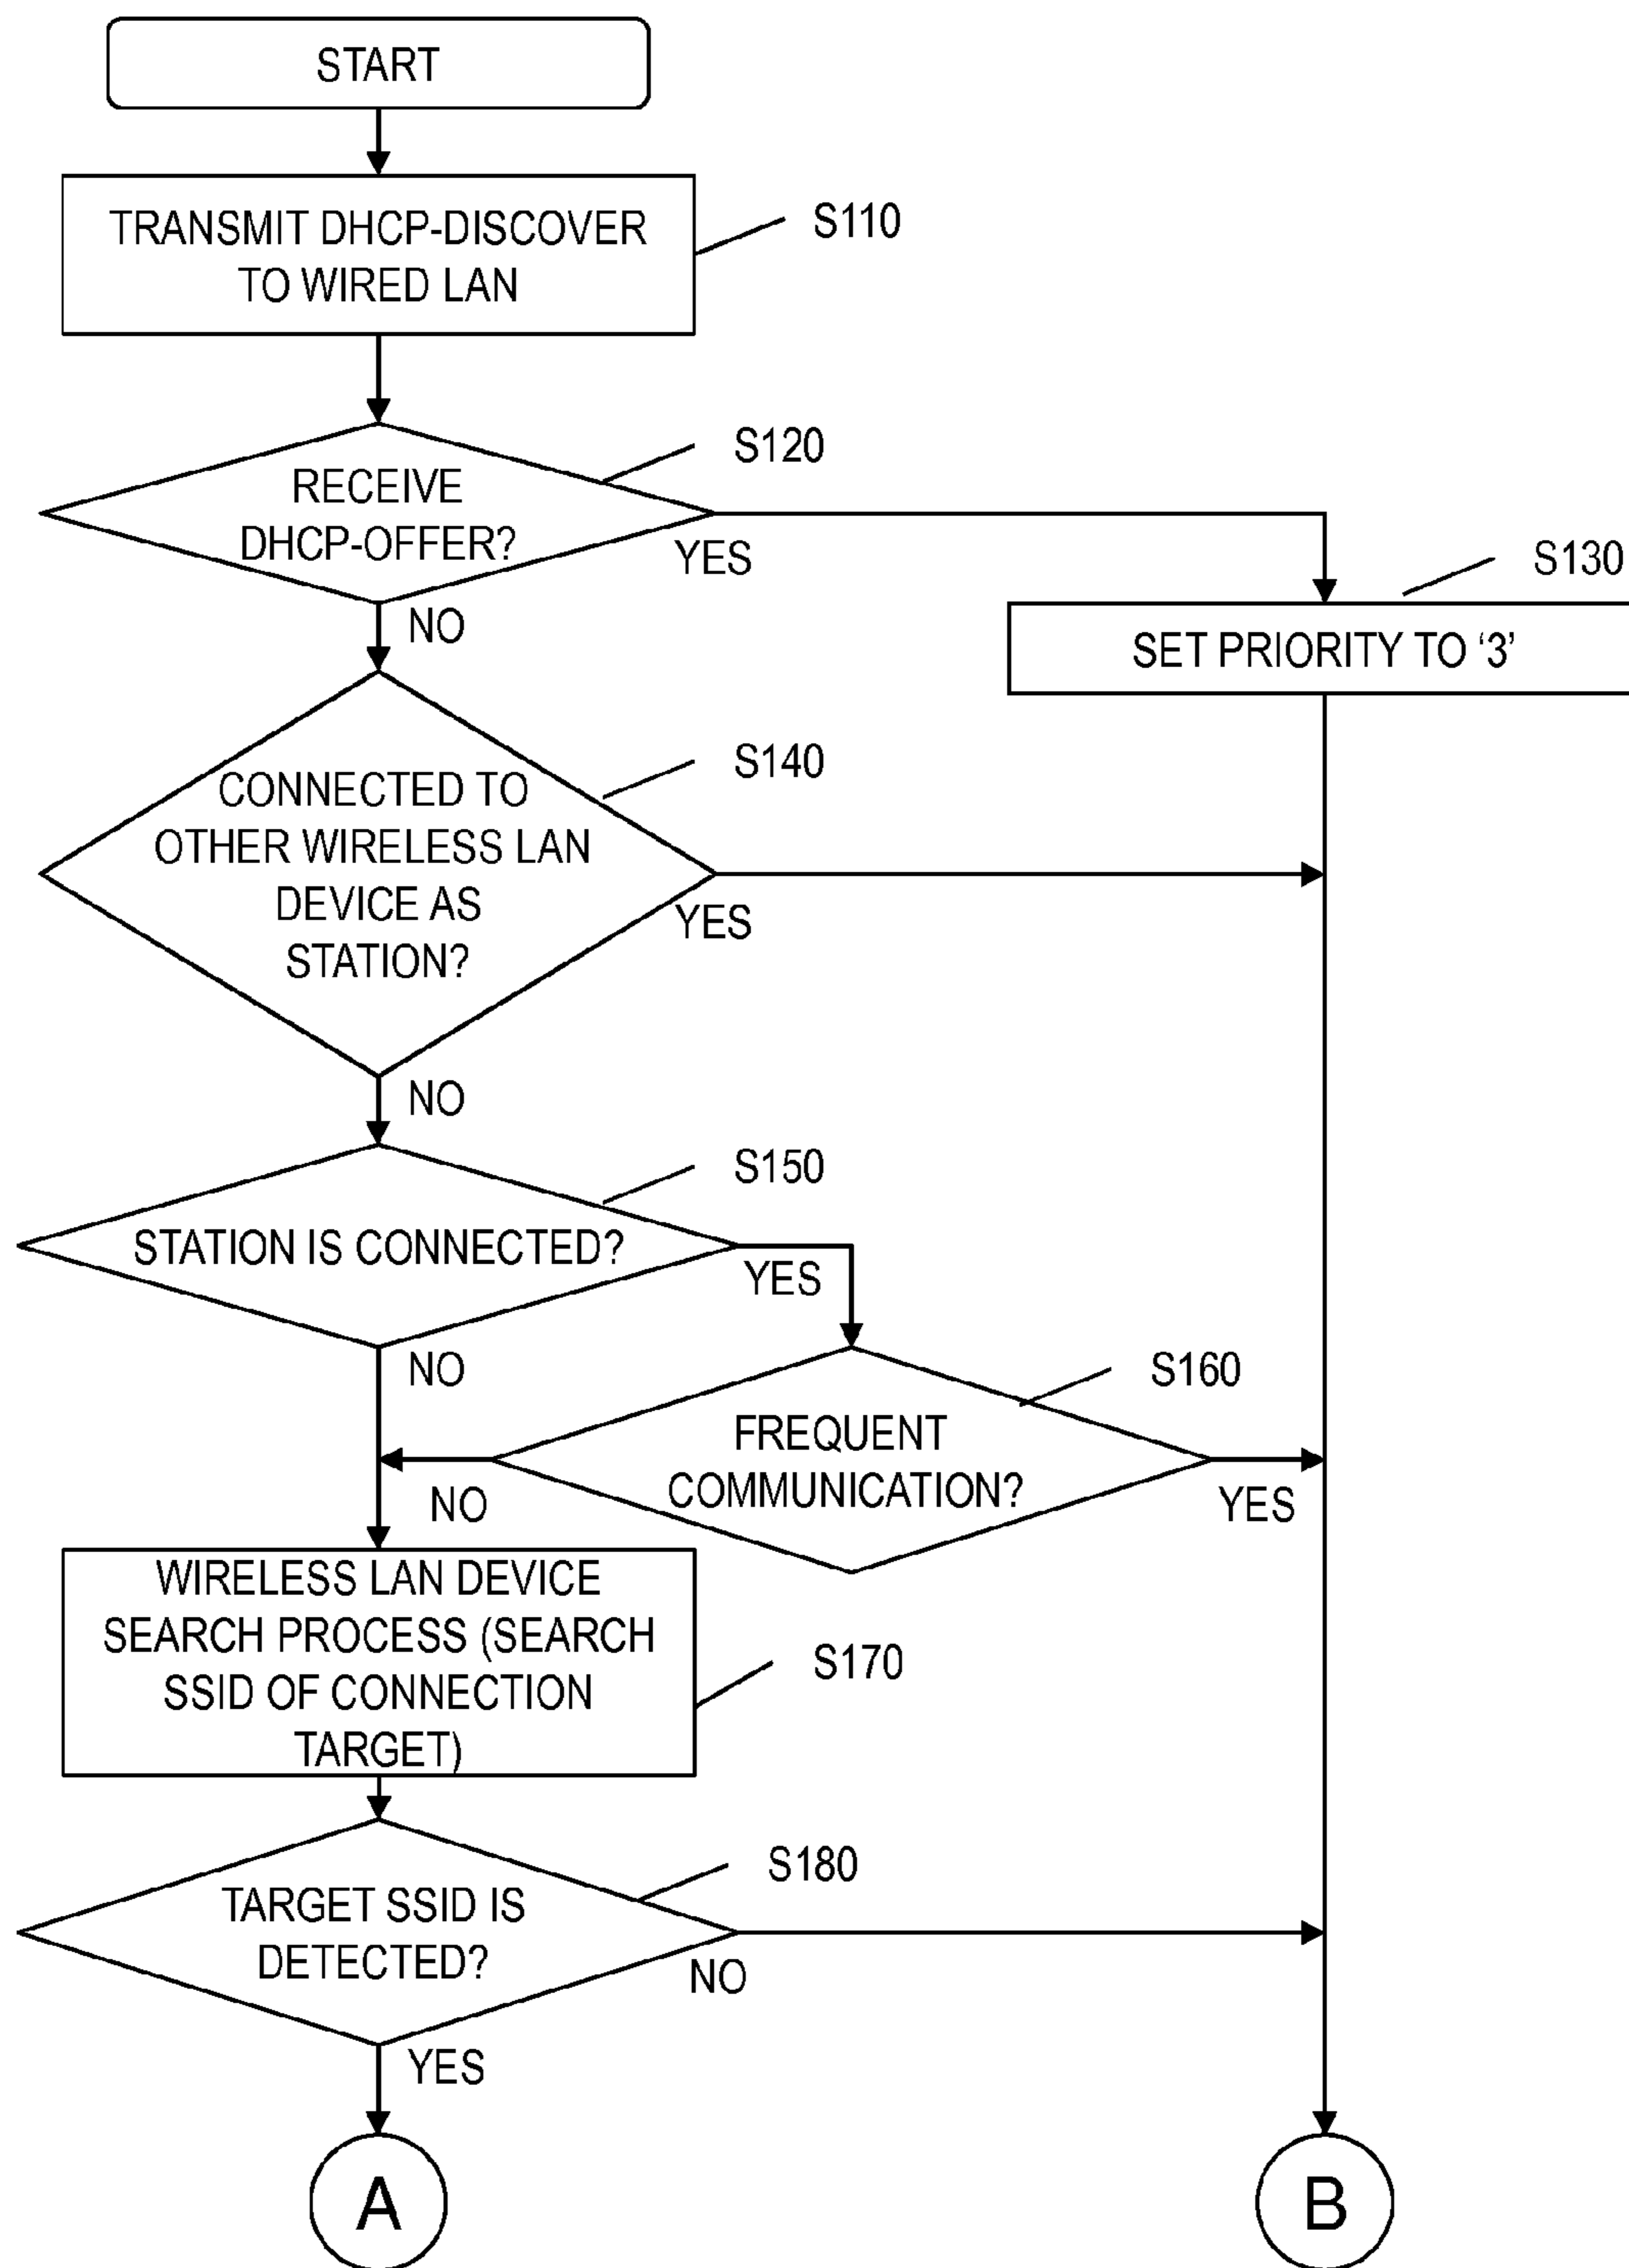 START
TRANSMIT DHCP-DISCOVER
TO WIRED LAN
S110
RECEIVE
DHCP-OFFER?
S120
YES
NO
S130
SET PRIORITY TO ‘3’
CONNECTED TO
OTHER WIRELESS LAN
DEVICE AS
STATION?
S140
YES
NO
STATION IS CONNECTED?
S150
YES
NO
FREQUENT
COMMUNICATION?
S160
NO
YES
WIRELESS LAN DEVICE
SEARCH PROCESS (SEARCH
SSID OF CONNECTION
TARGET)
S170
TARGET SSID IS
DETECTED?
S180
NO
YES
A
B